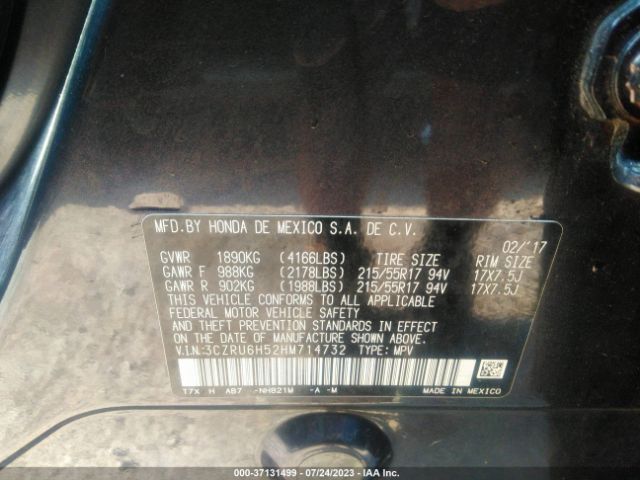 MFD.BY HONDA DE MEXICO S.A. DE C.V.
02/'17
GVWR 1890KG (4166LBS) TIRE SIZE RIM SIZE
GAWR F 988KG (2178LBS) 215/55R17 94V 17X7.5J
GAWR R 902KG (1988LBS) 215/55R17 94V 17X7.5J
THIS VEHICLE CONFORMS TO ALL APPLICABLE
FEDERAL MOTOR VEHICLE SAFETY
AND THEFT PREVENTION STANDARDS IN EFFECT
ON THE DATE OF MANUFACTURE SHOWN ABOVE.
V.I.N:3CZRU6H52HM714732 TYPE: MPV
T7X H AB7 -NH821M -A -M MADE IN MEXICO
000-37131499 - 07/24/2023 - IAA Inc.